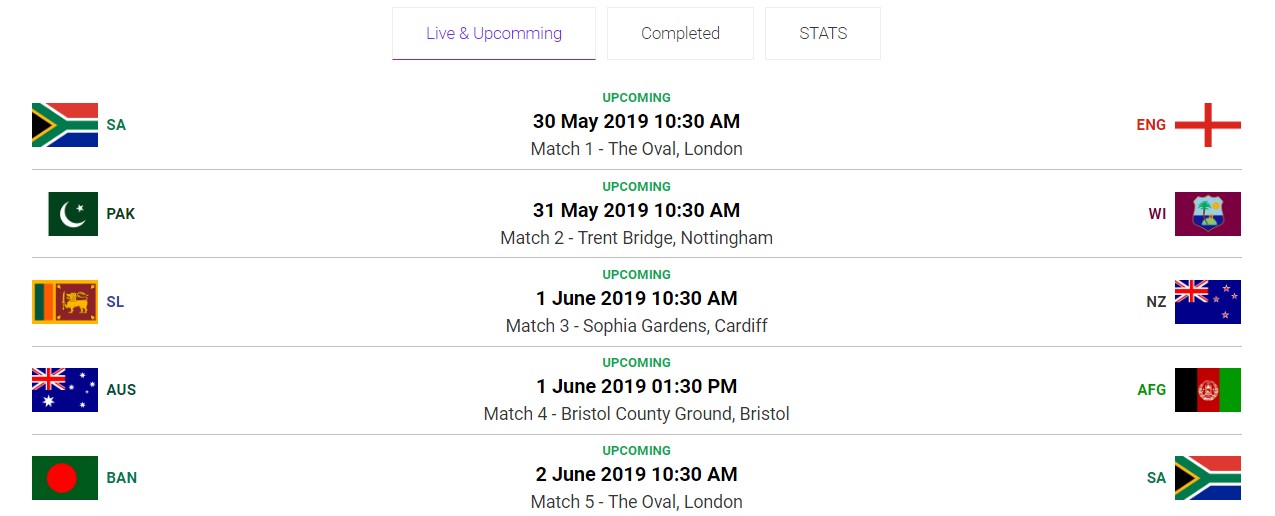 Live & Upcomming Completed STATS
UPCOMING
SA 30 May 2019 10:30 AM ENG
Match 1 - The Oval, London
UPCOMING
PAK 31 May 2019 10:30 AM WI
Match 2 - Trent Bridge, Nottingham
UPCOMING
SL 1 June 2019 10:30 AM NZ
Match 3 - Sophia Gardens, Cardiff
UPCOMING
AUS 1 June 2019 01:30 PM AFG
Match 4 - Bristol County Ground, Bristol
UPCOMING
BAN 2 June 2019 10:30 AM SA
Match 5 - The Oval, London